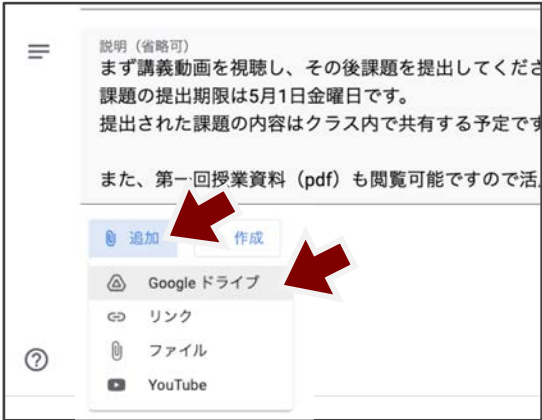 説明（省略可）
まず講義動画を視聴し、その後課題を提出してくださ
課題の提出期限は5月1日金曜日です。
提出された課題の内容はクラス内で共有する予定です
また、第一回授業資料（pdf）も閲覧可能ですので活
追加
作成
Google ドライブ
リンク
ファイル
YouTube